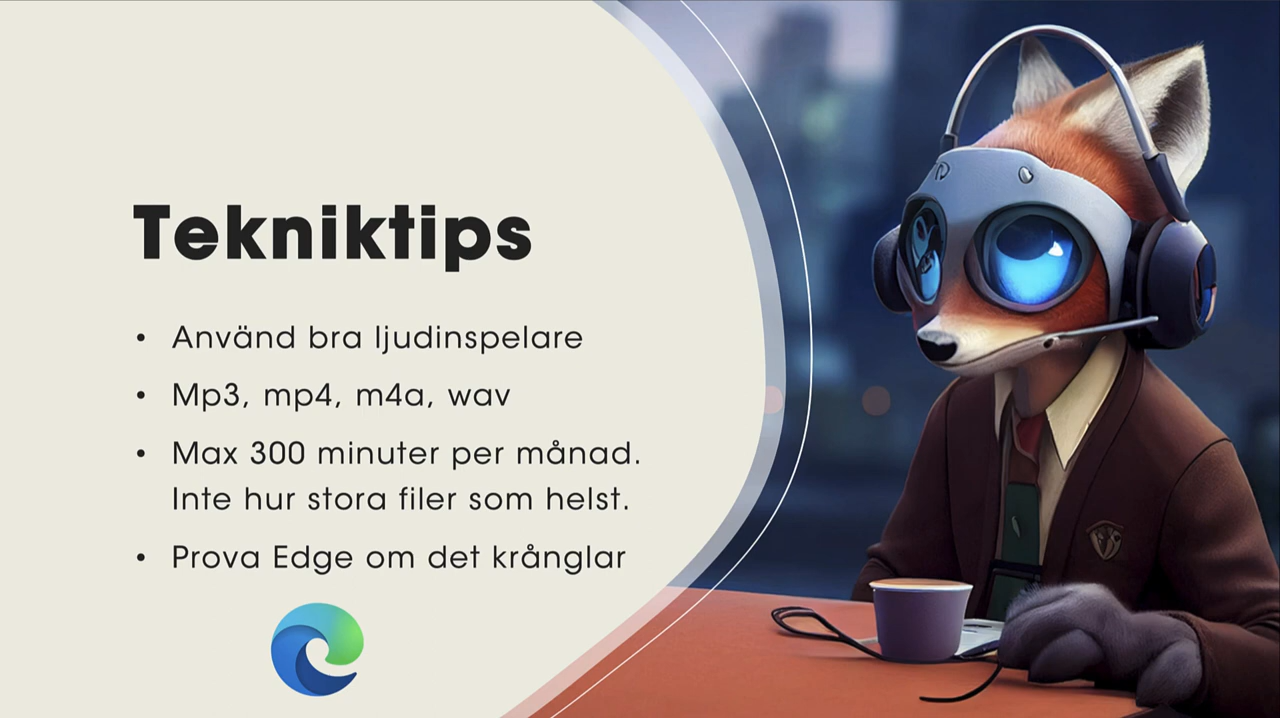 Tekniktips
• Använd bra ljudinspelare
• Mp3, mp4, m4a, wav
• Max 300 minuter per månad.
Inte hur stora filer som helst.
• Prova Edge om det krånglar